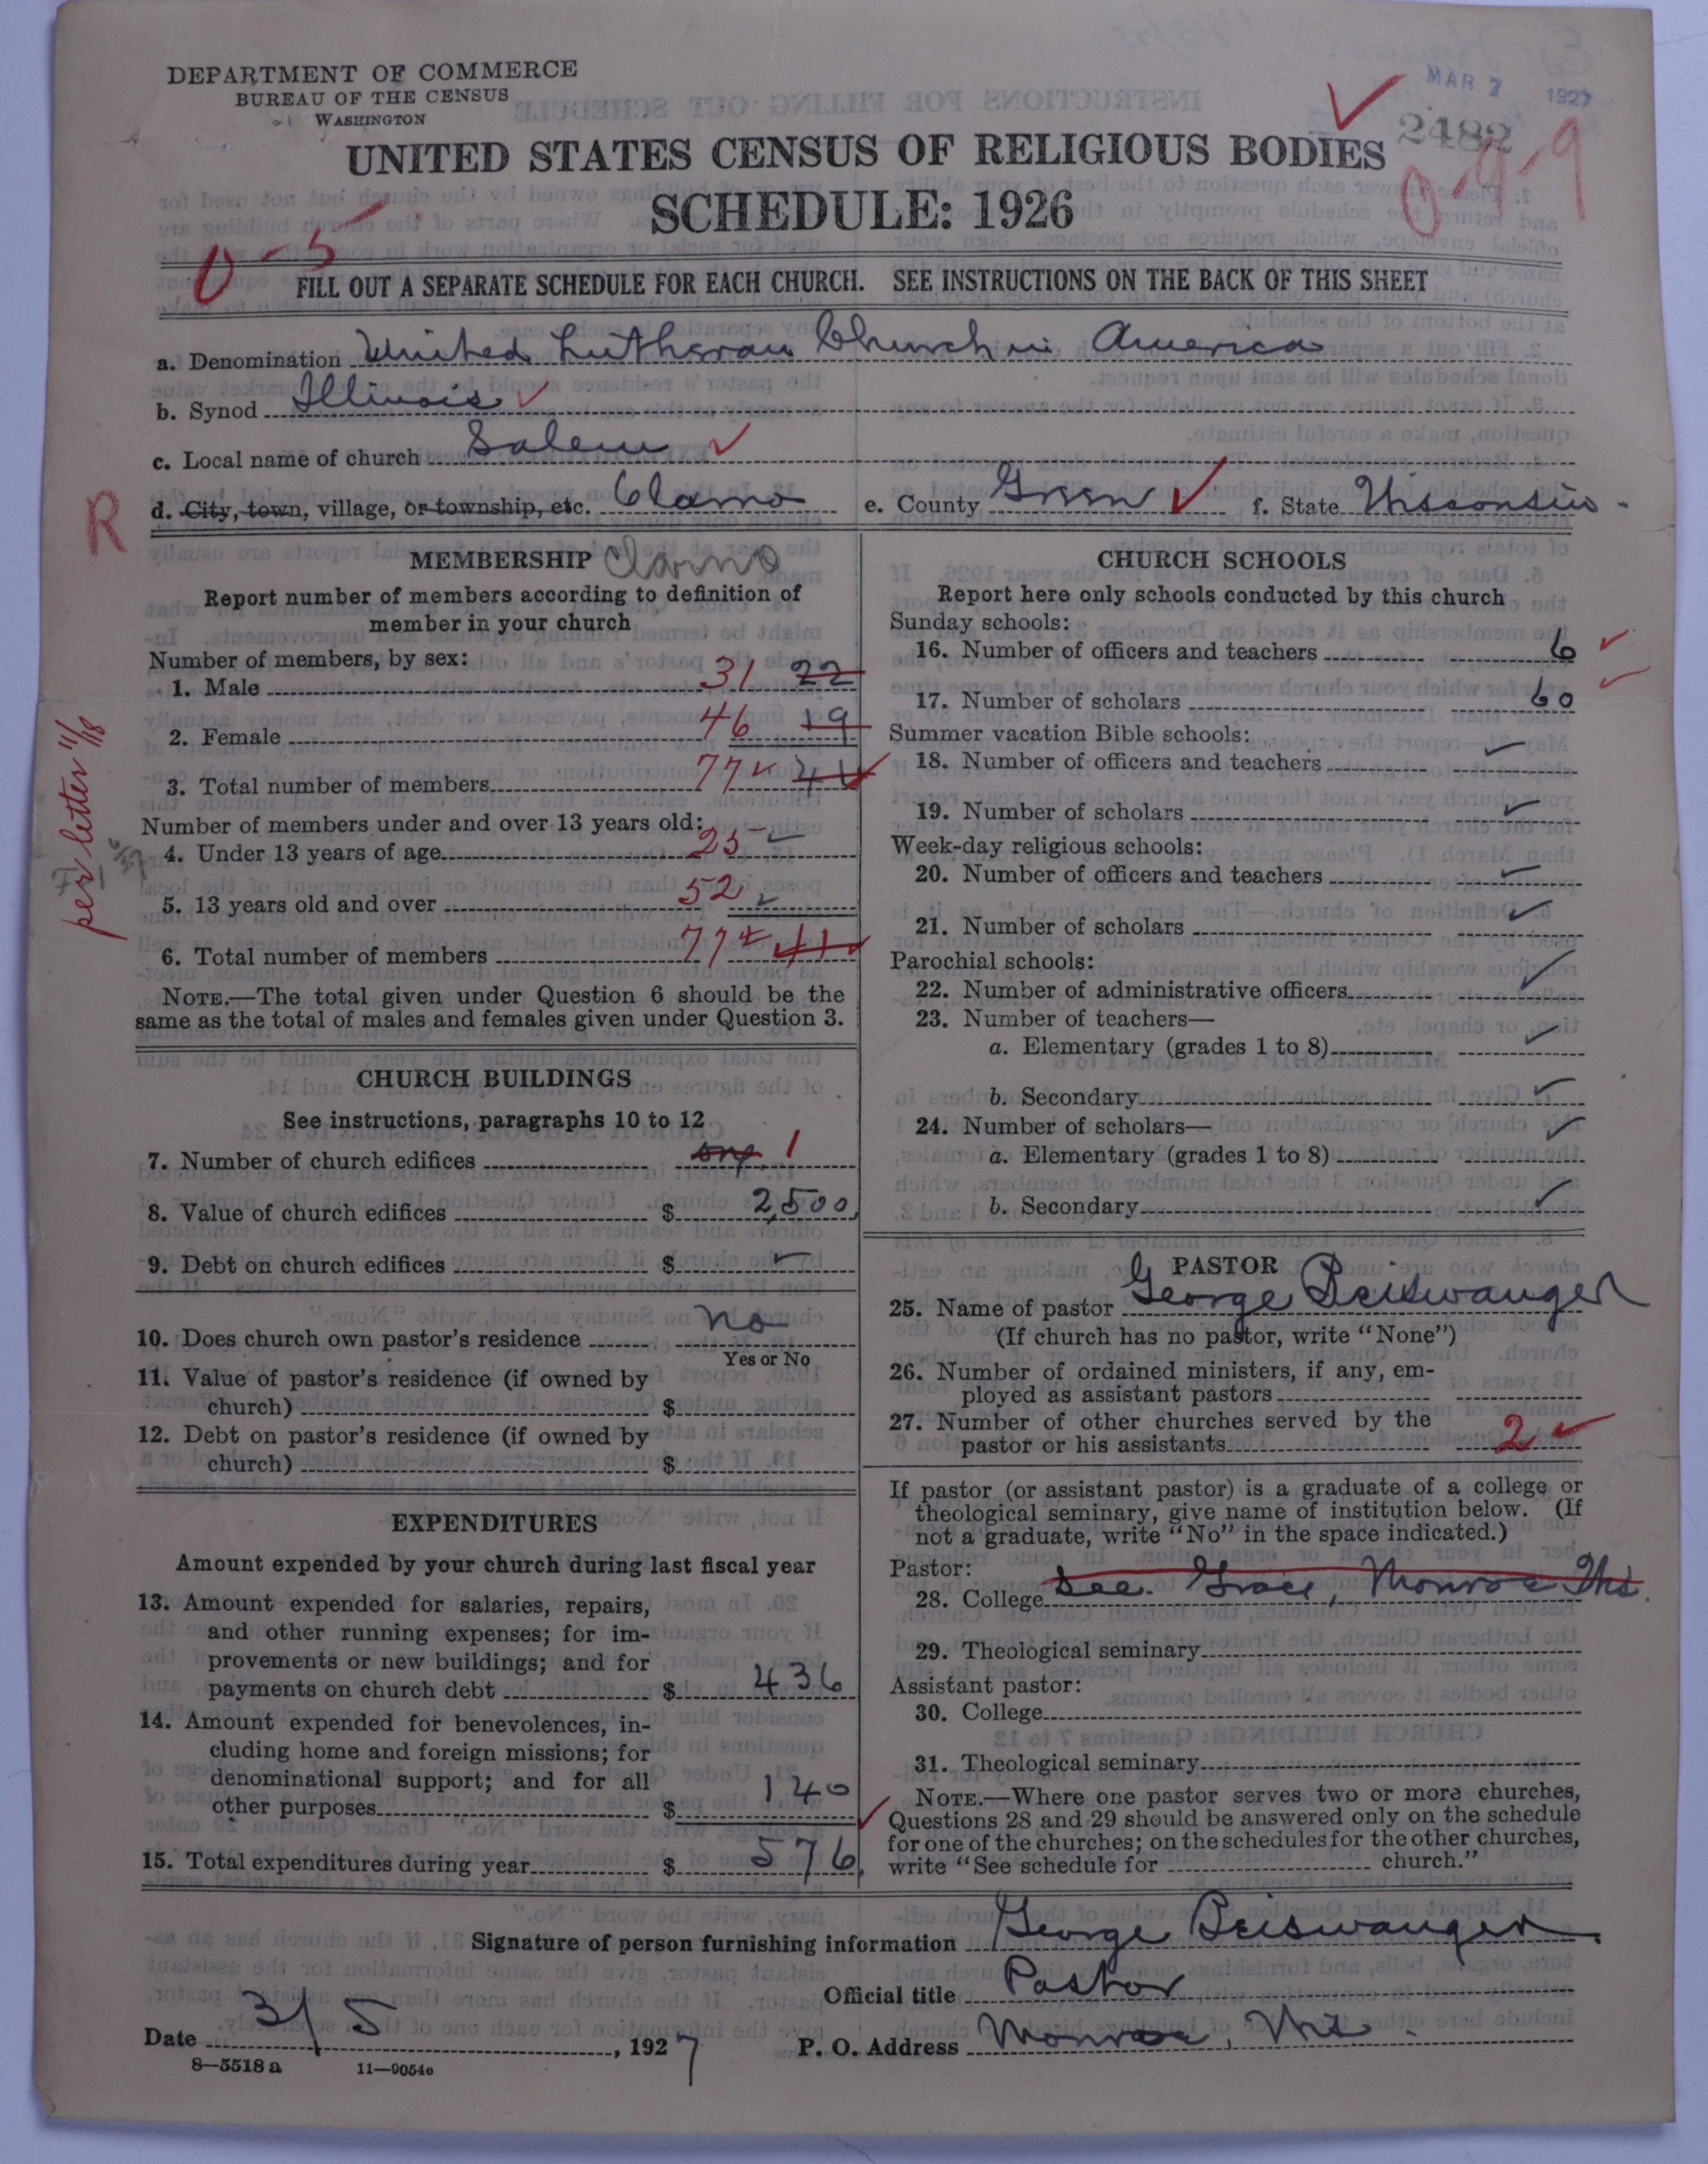 DEPARTMENT OF COMMERCE
BUREAU OF THE CENSUS
WASHINGTON
MAR 7 1927
2482
UNITED STATES CENSUS OF RELIGIOUS BODIES
SCHEDULE: 1926
0-9-9
0-5
FILL OUT A SEPARATE SCHEDULE FOR EACH CHURCH. SEE INSTRUCTIONS ON THE BACK OF THIS SHEET
a. Denomination United Lutheran Church in America
b. Synod Illinois
c. Local name of church Salem
d. City, town, village, or township, etc. Clarno e. County Green f. State Wisconsin
R
MEMBERSHIP Clarno
Report number of members according to definition of
member in your church
Number of members, by sex:
1. Male 31 22
2. Female 46 19
3. Total number of members 77 41
Number of members under and over 13 years old:
4. Under 13 years of age 25
5. 13 years old and over 52
6. Total number of members 77 41
per letter 11/18
NOTE.—The total given under Question 6 should be the
same as the total of males and females given under Question 3.
CHURCH BUILDINGS
See instructions, paragraphs 10 to 12
7. Number of church edifices one 1
8. Value of church edifices $ 2,500
9. Debt on church edifices $
10. Does church own pastor's residence no
Yes or No
11. Value of pastor's residence (if owned by
church) $
12. Debt on pastor's residence (if owned by
church) $
EXPENDITURES
Amount expended by your church during last fiscal year
13. Amount expended for salaries, repairs,
and other running expenses; for im-
provements or new buildings; and for
payments on church debt $ 436
14. Amount expended for benevolences, in-
cluding home and foreign missions; for
denominational support; and for all
other purposes $ 140
15. Total expenditures during year $ 576
CHURCH SCHOOLS
Report here only schools conducted by this church
Sunday schools:
16. Number of officers and teachers 6
17. Number of scholars 60
Summer vacation Bible schools:
18. Number of officers and teachers
19. Number of scholars
Week-day religious schools:
20. Number of officers and teachers
21. Number of scholars
Parochial schools:
22. Number of administrative officers
23. Number of teachers—
a. Elementary (grades 1 to 8)
b. Secondary
24. Number of scholars—
a. Elementary (grades 1 to 8)
b. Secondary
PASTOR
25. Name of pastor George Beiswanger
(If church has no pastor, write "None")
26. Number of ordained ministers, if any, em-
ployed as assistant pastors
27. Number of other churches served by the
pastor or his assistants 2
If pastor (or assistant pastor) is a graduate of a college or
theological seminary, give name of institution below. (If
not a graduate, write "No" in the space indicated.)
Pastor:
28. College See Grace, Monroe Wis.
29. Theological seminary
Assistant pastor:
30. College
31. Theological seminary
NOTE.—Where one pastor serves two or more churches,
Questions 28 and 29 should be answered only on the schedule
for one of the churches; on the schedules for the other churches,
write "See schedule for church."
Signature of person furnishing information George Beiswanger
Official title Pastor
Date 3/5, 1927 P. O. Address Monroe, Wis.
8—5518 a 11—9054c